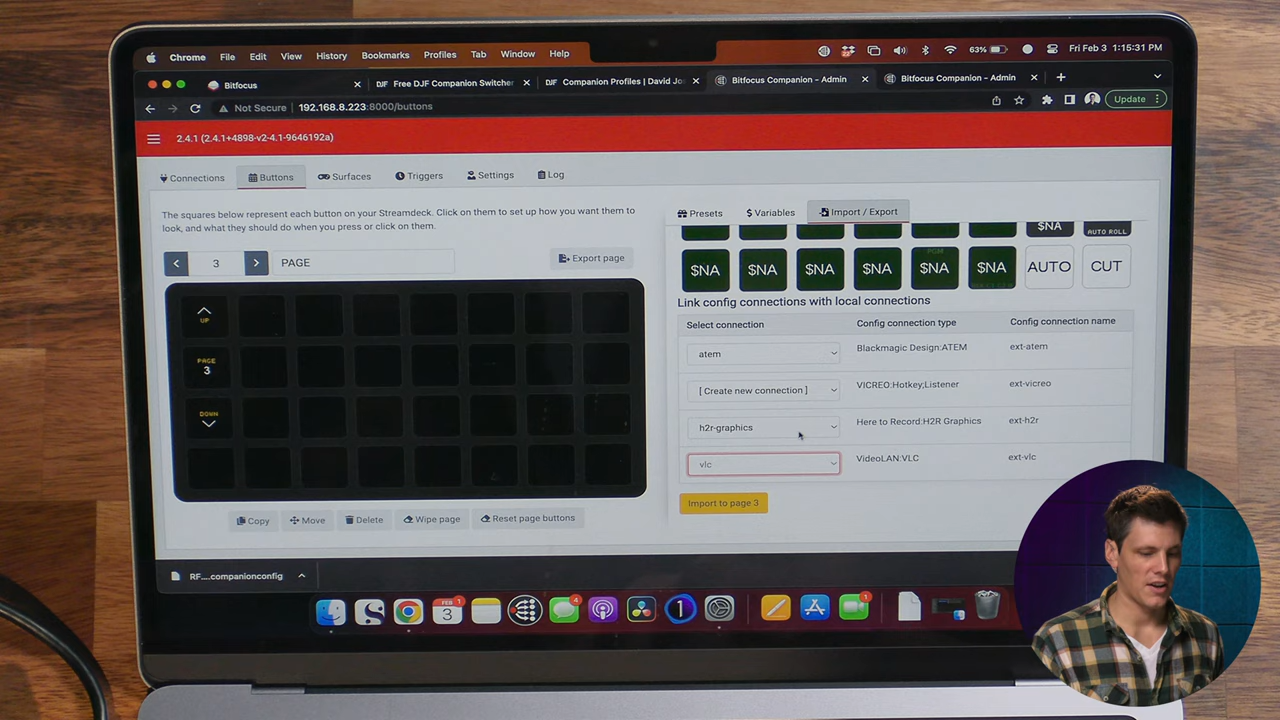 Chrome File Edit View History Bookmarks Profiles Tab Window Help 63% Fri Feb 3 1:15:31 PM
Bitfocus DJF Free DJF Companion Switcher DJF Companion Profiles | David Jo Bitfocus Companion – Admin Bitfocus Companion – Admin
Not Secure | 192.168.8.223:8000/buttons Update
2.4.1 (2.4.1+4898-v2-4.1-9646192a)
Connections Buttons Surfaces Triggers Settings Log
The squares below represent each button on your Streamdeck. Click on them to set up how you want them to
look, and what they should do when you press or click on them.
3 PAGE Export page
UP
PAGE
3
DOWN
Copy Move Delete Wipe page Reset page buttons
Presets $ Variables Import / Export
$NA AUTO ROLL
$NA $NA $NA $NA $NA $NA AUTO CUT
Link config connections with local connections
Select connection Config connection type Config connection name
atem Blackmagic Design:ATEM ext-atem
[ Create new connection ] VICREO:Hotkey;Listener ext-vicreo
h2r-graphics Here to Record:H2R Graphics ext-h2r
vlc VideoLAN:VLC ext-vlc
Import to page 3
RF....companionconfig
FEB
3
1
4
1
1